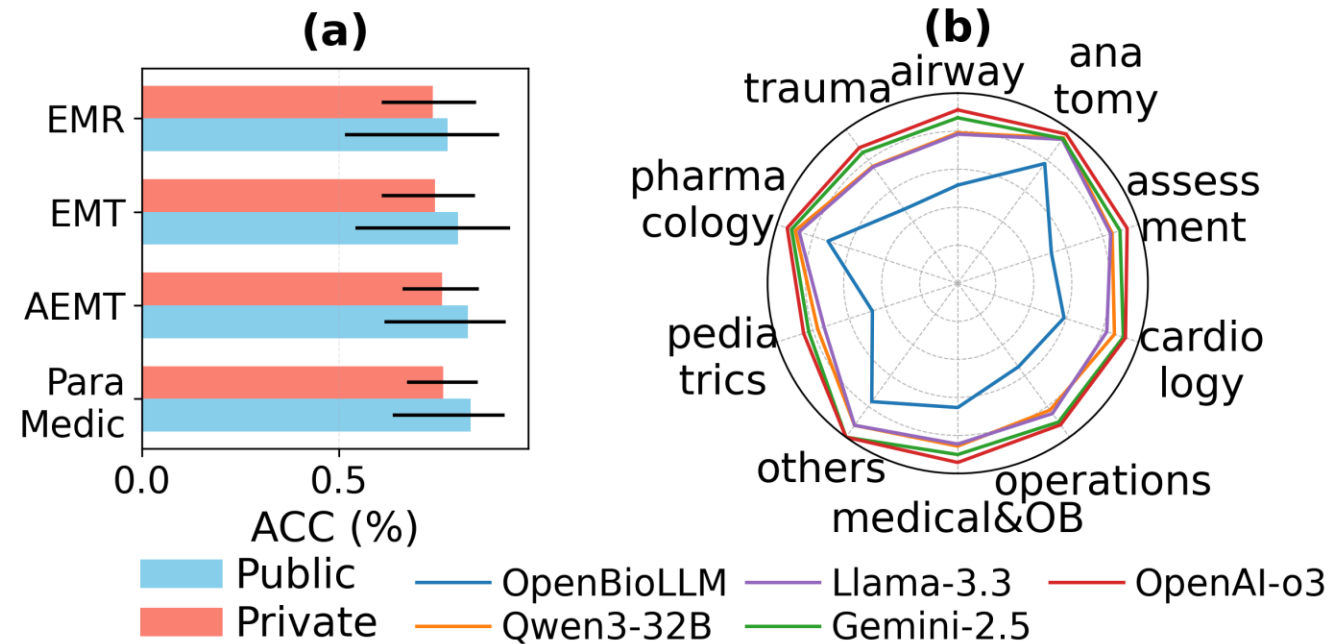 (a)
EMR
EMT
AEMT
Para
Medic
0.0
0.5
ACC (%)
(b)
airway
ana
tomy
trauma
assess
ment
pharma
cology
cardio
logy
pedia
trics
others
operations
medical&OB
Public
Private
OpenBioLLM
Qwen3-32B
Llama-3.3
Gemini-2.5
OpenAI-o3